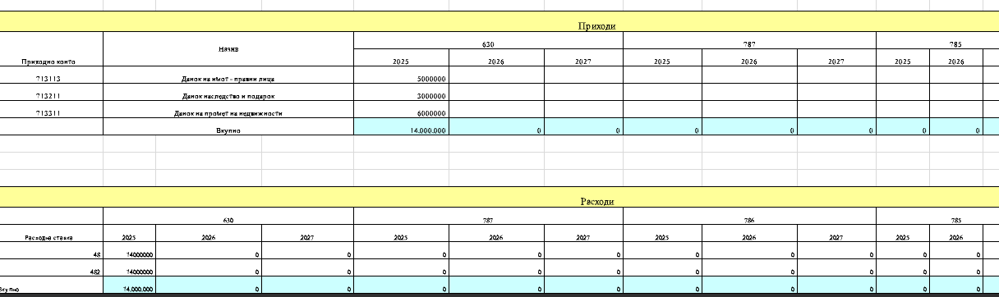 Приходи
Приходно конто Назив 630 787 785
2025 2026 2027 2025 2026 2027 2025 2026
713113 Данок на имот - правни лица 5000000
713211 Данок наследство и подарок 3000000
713311 Данок на промет на недвижности 6000000
Вкупно 14.000.000 0 0 0 0 0 0 0
Расходи
630 787 786 785
Расходна ставка 2025 2026 2027 2025 2026 2027 2025 2026 2027 2025 2026
48 14000000 0 0 0 0 0 0 0 0 0 0
482 14000000 0 0 0 0 0 0 0 0 0 0
Вкупно 14,000,000 0 0 0 0 0 0 0 0 0 0